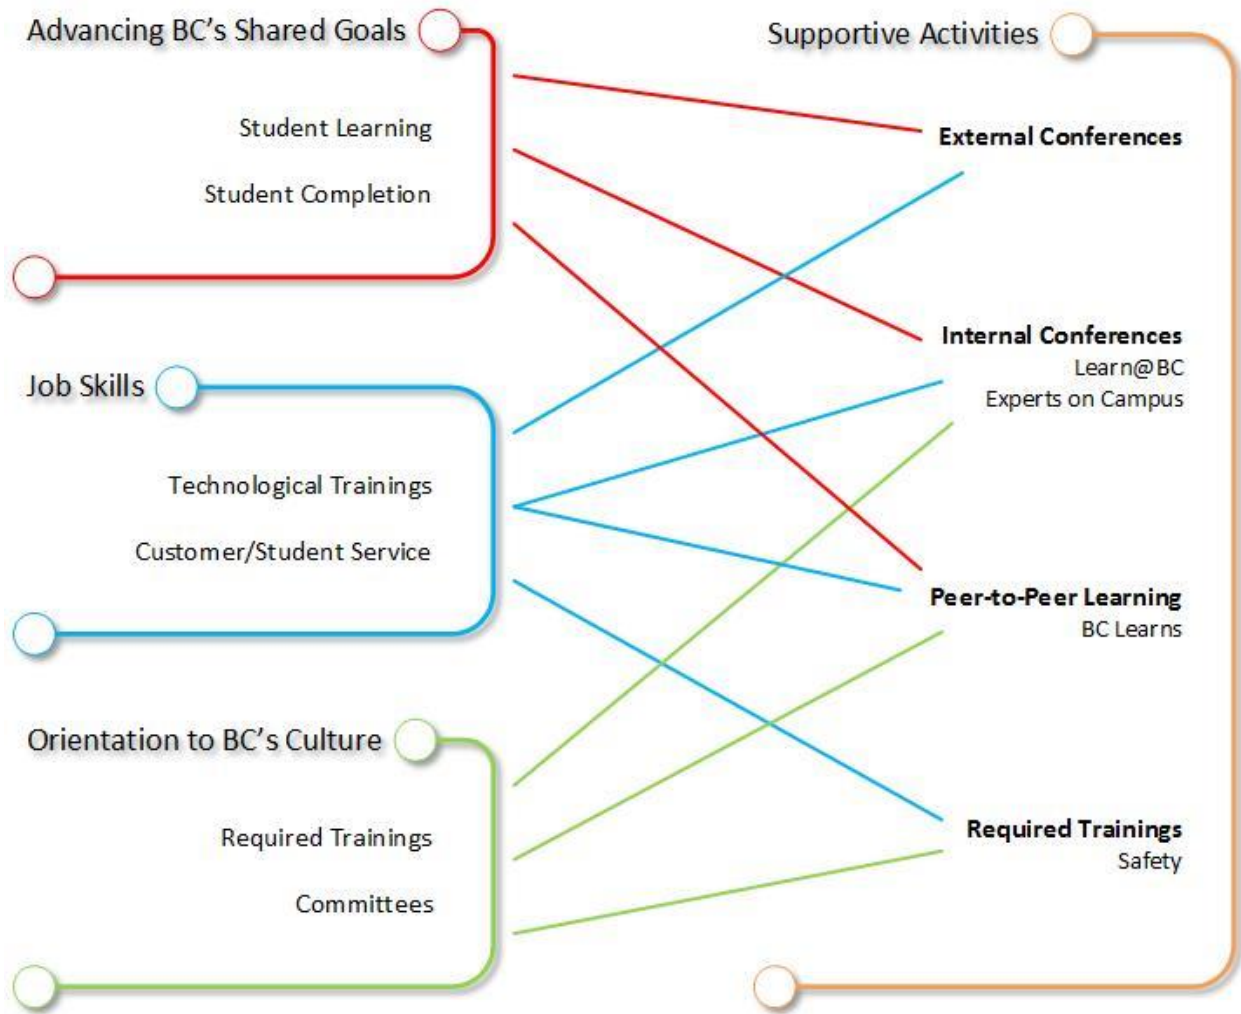 Advancing BC's Shared Goals
Student Learning
Student Completion
Job Skills
Technological Trainings
Customer/Student Service
Orientation to BC's Culture
Required Trainings
Committees
Supportive Activities
External Conferences
Internal Conferences
Learn@BC
Experts on Campus
Peer-to-Peer Learning
BC Learns
Required Trainings
Safety